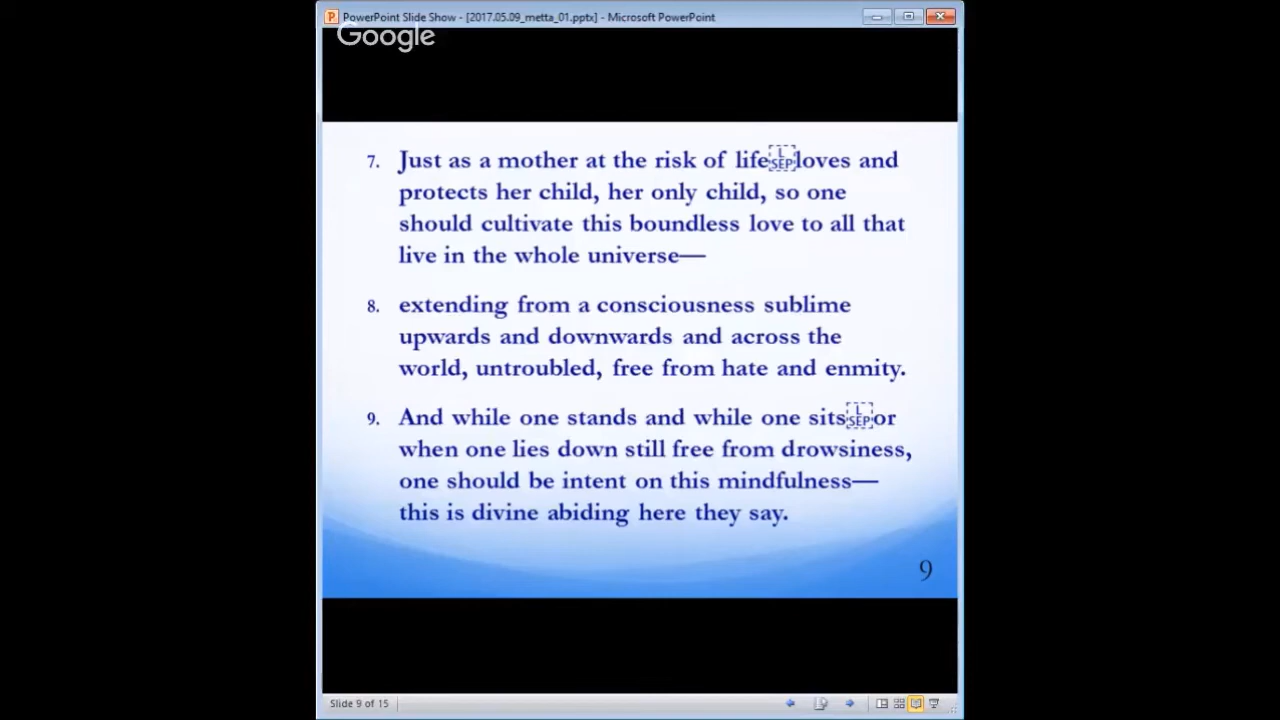 PowerPoint Slide Show - [2017.05.09_metta_01.pptx] - Microsoft PowerPoint
Google
7. Just as a mother at the risk of life L SEP loves and
protects her child, her only child, so one
should cultivate this boundless love to all that
live in the whole universe—
8. extending from a consciousness sublime
upwards and downwards and across the
world, untroubled, free from hate and enmity.
9. And while one stands and while one sits L SEP or
when one lies down still free from drowsiness,
one should be intent on this mindfulness—
this is divine abiding here they say.
9
Slide 9 of 15